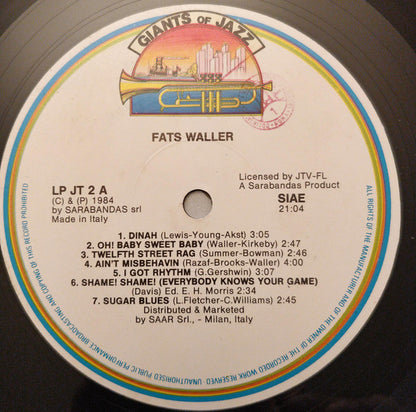 GIANTS OF JAZZ
FATS WALLER
LP JT 2 A
(C) & (P) 1984
by SARABANDAS srl
Made in Italy
Licensed by JTV-FL
A Sarabandas Product
SIAE
21:04
1. DINAH (Lewis-Young-Akst) 3:05
2. OH! BABY SWEET BABY (Waller-Kirkeby) 2:47
3. TWELFTH STREET RAG (Summer-Bowman) 2:46
4. AIN'T MISBEHAVIN (Razaf-Brooks-Waller) 4:00
5. I GOT RHYTHM (G.Gershwin) 3:07
6. SHAME! SHAME! (EVERYBODY KNOWS YOUR GAME)
(Davis) Ed. E. H. Morris 2:34
7. SUGAR BLUES (L.Fletcher-C.Williams) 2:45
Distributed & Marketed
by SAAR Srl., - Milan, Italy
ALL RIGHTS OF THE MANUFACTURER AND OF THE OWNER OF THE RECORDED WORK RESERVED UNAUTHORISED PUBLIC PERFORMANCE BROADCASTING AND COPYING OF THIS RECORD PROHIBITED